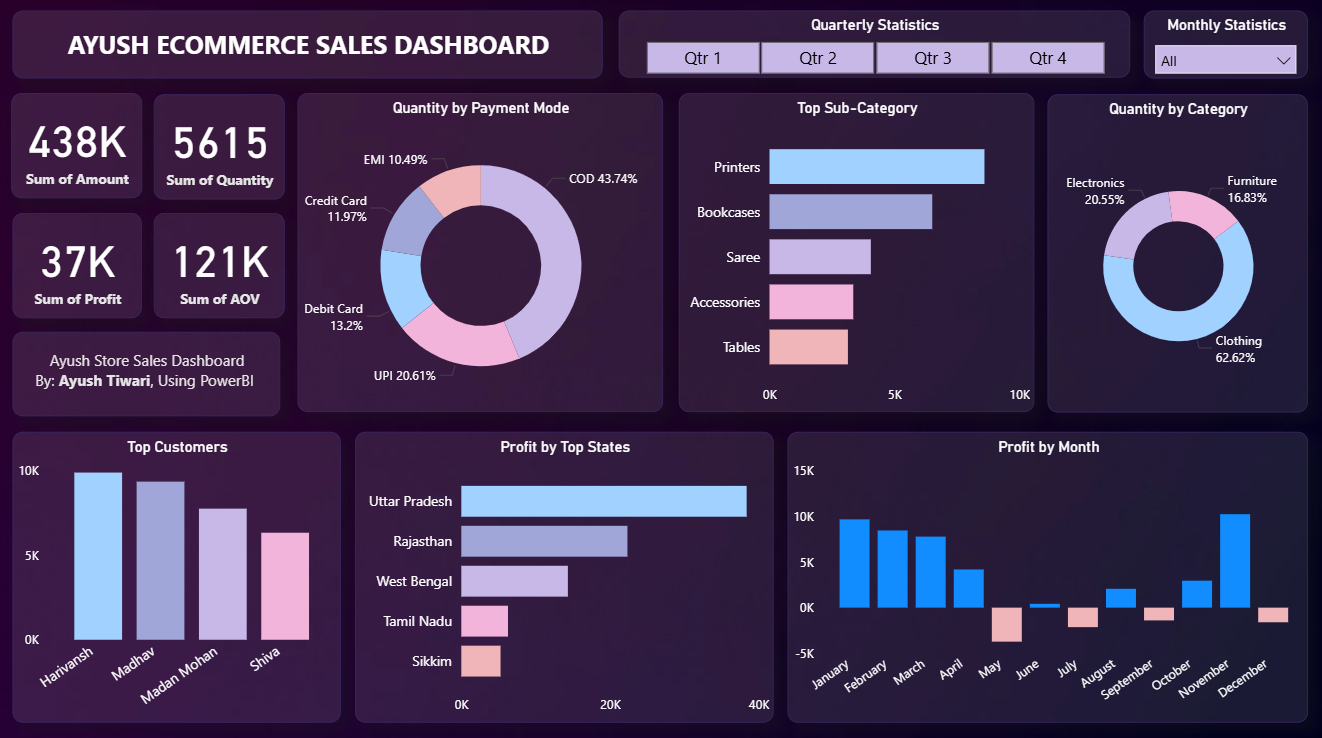 AYUSH ECOMMERCE SALES DASHBOARD
Quarterly Statistics
Qtr 1
Qtr 2
Qtr 3
Qtr 4
Monthly Statistics
All
438K
Sum of Amount
5615
Sum of Quantity
37K
Sum of Profit
121K
Sum of AOV
Ayush Store Sales Dashboard
By: Ayush Tiwari, Using PowerBI
Quantity by Payment Mode
EMI 10.49%
COD 43.74%
Credit Card
11.97%
Debit Card
13.2%
UPI 20.61%
Top Sub-Category
Printers
Bookcases
Saree
Accessories
Tables
0K
5K
10K
Quantity by Category
Electronics
20.55%
Furniture
16.83%
Clothing
62.62%
Top Customers
10K
5K
0K
Harivansh
Madhav
Madan Mohan
Shiva
Profit by Top States
Uttar Pradesh
Rajasthan
West Bengal
Tamil Nadu
Sikkim
0K
20K
40K
Profit by Month
15K
10K
5K
0K
-5K
January
February
March
April
May
June
July
August
September
October
November
December